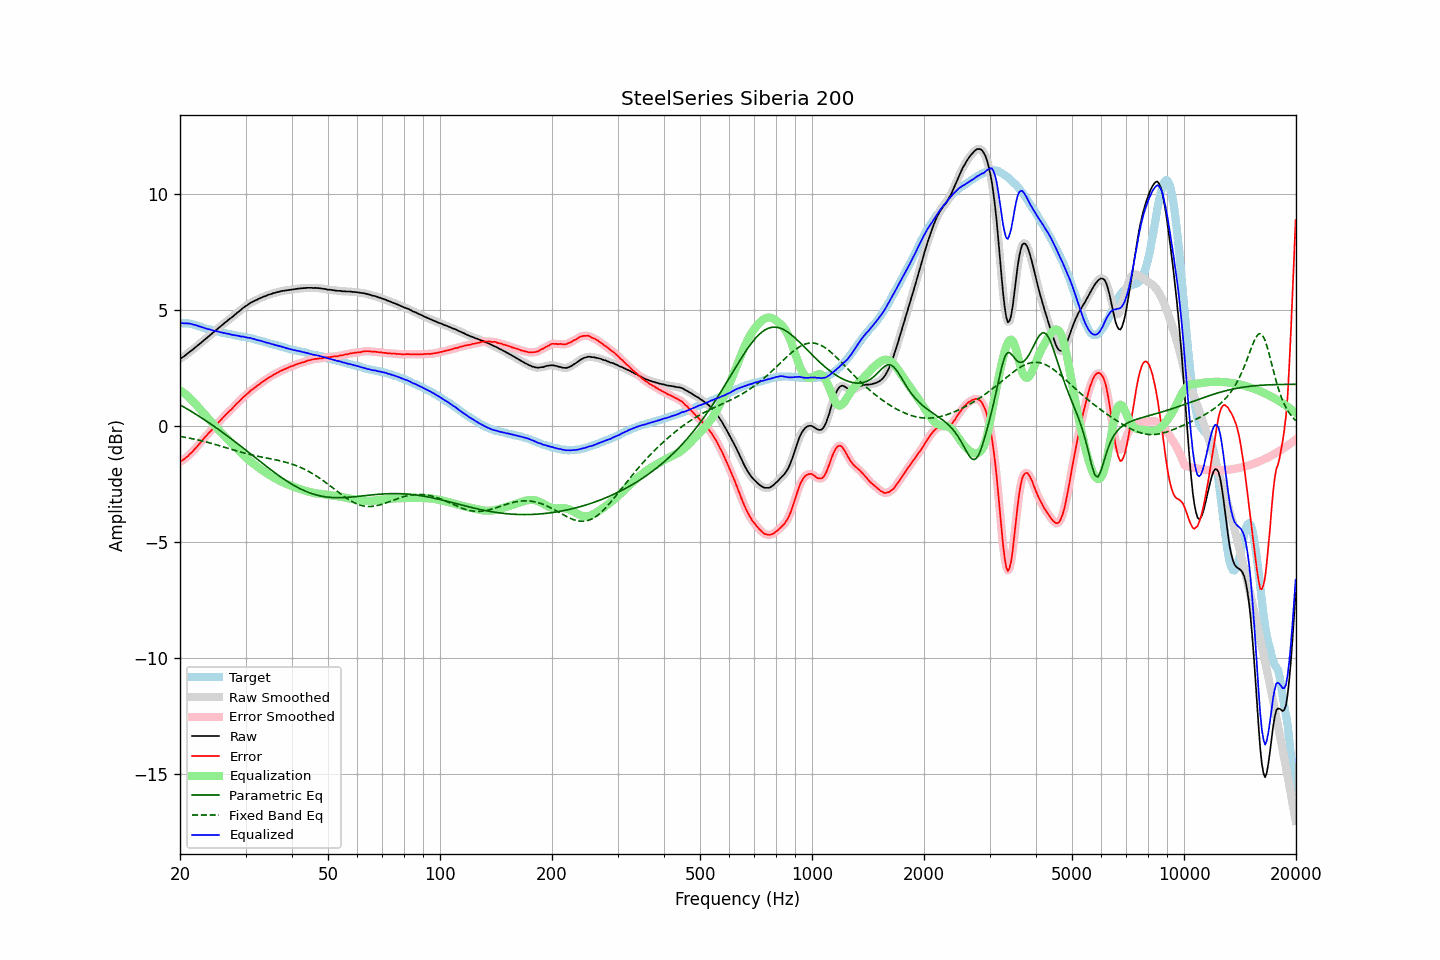 SteelSeries Siberia 200
Amplitude (dBr)
10
5
0
−5
−10
−15
Target
Raw Smoothed
Error Smoothed
Raw
Error
Equalization
Parametric Eq
Fixed Band Eq
Equalized
20 50 100 200 500 1000 2000 5000 10000 20000
Frequency (Hz)